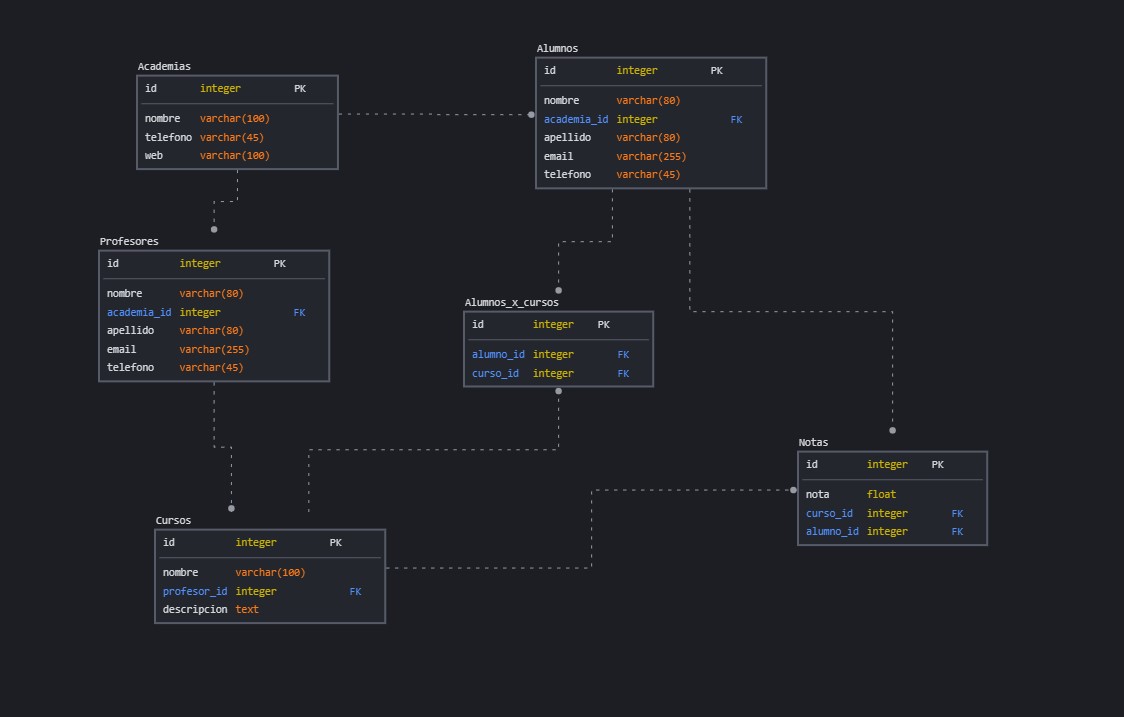 Academias
id integer PK
nombre varchar(100)
telefono varchar(45)
web varchar(100)
Alumnos
id integer PK
nombre varchar(80)
academia_id integer FK
apellido varchar(80)
email varchar(255)
telefono varchar(45)
Profesores
id integer PK
nombre varchar(80)
academia_id integer FK
apellido varchar(80)
email varchar(255)
telefono varchar(45)
Alumnos_x_cursos
id integer PK
alumno_id integer FK
curso_id integer FK
Notas
id integer PK
nota float
curso_id integer FK
alumno_id integer FK
Cursos
id integer PK
nombre varchar(100)
profesor_id integer FK
descripcion text